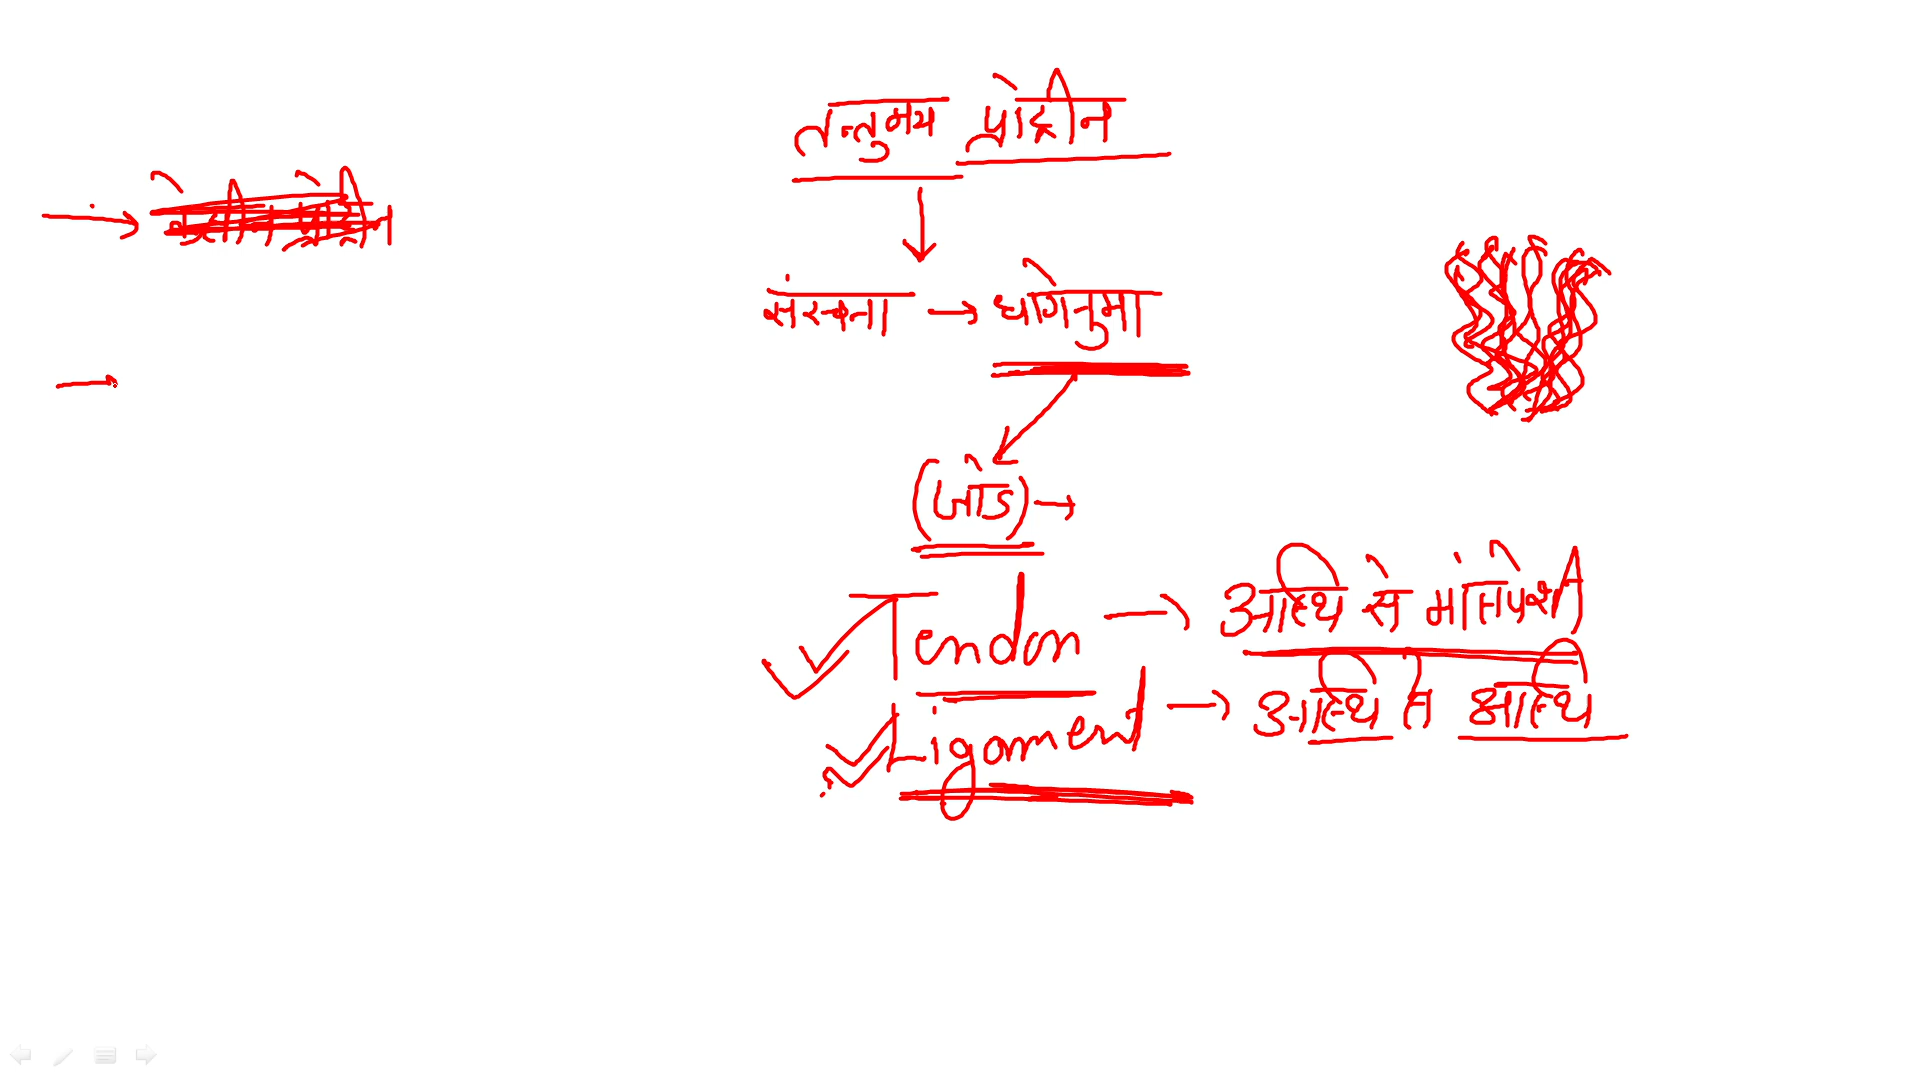 तन्तुमय प्रोटीन
संरचना → धागेनुमा
(जोड) →
Tendon → अस्थि से मांसपेशी
Ligament → अस्थि से अस्थि